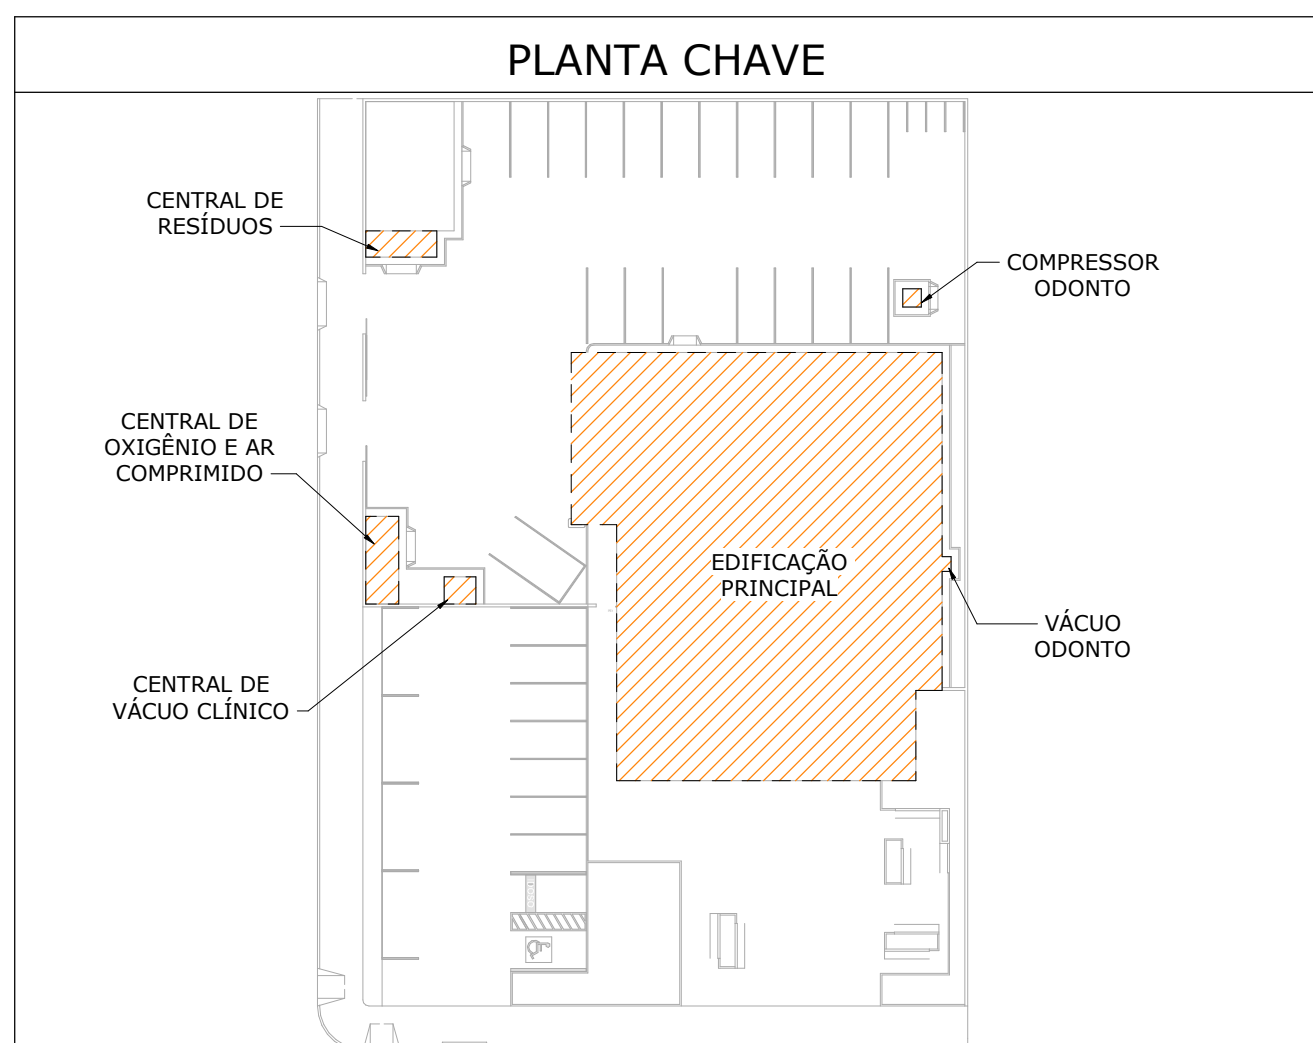 PLANTA CHAVE
CENTRAL DE
RESÍDUOS
COMPRESSOR
ODONTO
CENTRAL DE
OXIGÊNIO E AR
COMPRIMIDO
EDIFICAÇÃO
PRINCIPAL
VÁCUO
ODONTO
CENTRAL DE
VÁCUO CLÍNICO